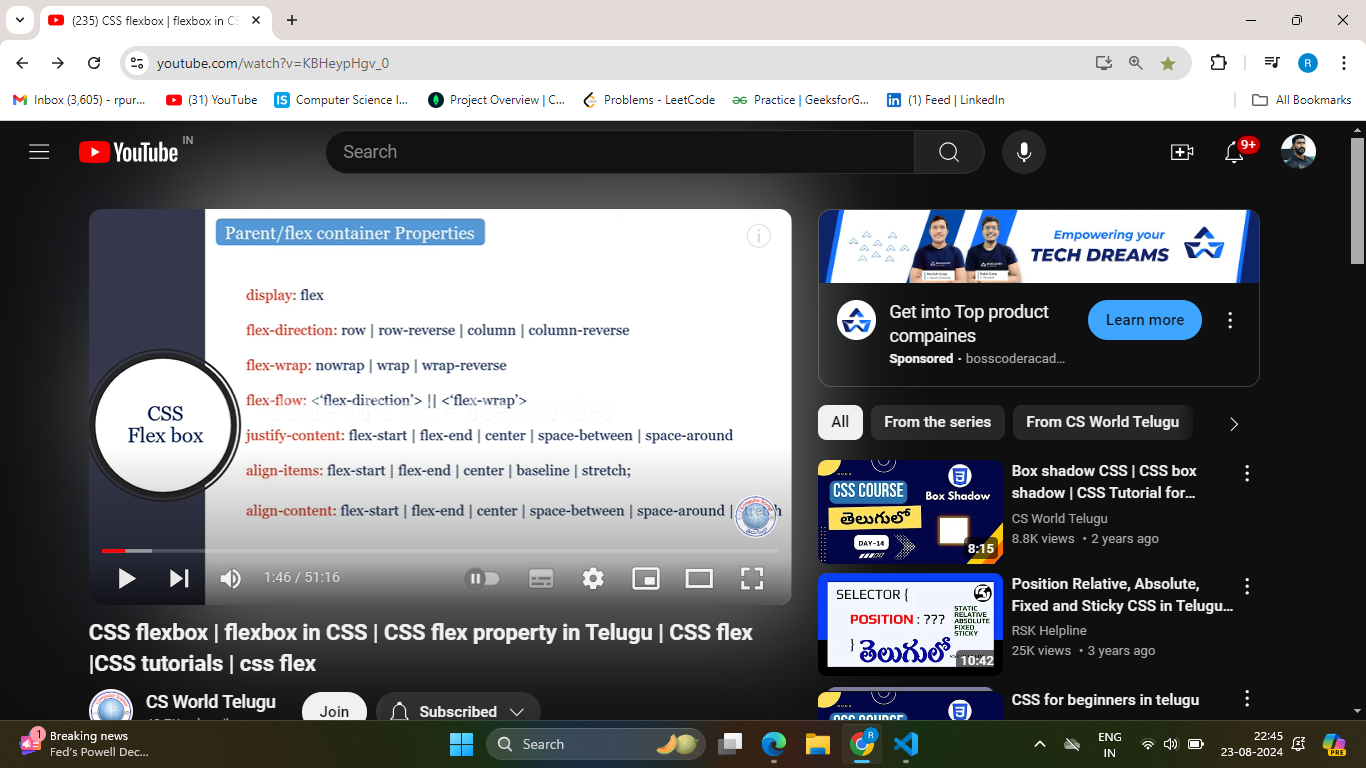 (235) CSS flexbox | flexbox in CS
youtube.com/watch?v=KBHeypHgv_0
R
Inbox (3,605) - rpur...
(31) YouTube
Computer Science I...
Project Overview | C...
Problems - LeetCode
Practice | GeeksforG...
(1) Feed | LinkedIn
All Bookmarks
YouTube IN
Search
9+
Parent/flex container Properties
display: flex
flex-direction: row | row-reverse | column | column-reverse
flex-wrap: nowrap | wrap | wrap-reverse
flex-flow: <‘flex-direction’> || <‘flex-wrap’>
justify-content: flex-start | flex-end | center | space-between | space-around
align-items: flex-start | flex-end | center | baseline | stretch;
align-content: flex-start | flex-end | center | space-between | space-around |
CSS
Flex box
1:46 / 51:16
CSS flexbox | flexbox in CSS | CSS flex property in Telugu | CSS flex
|CSS tutorials | css flex
CS World Telugu
Join
Subscribed
Empowering your
TECH DREAMS
Get into Top product
compaines
Sponsored · bosscoderacad...
Learn more
All
From the series
From CS World Telugu
CSS COURSE
తెలుగులో
DAY-14
Box Shadow
8:15
Box shadow CSS | CSS box
shadow | CSS Tutorial for...
CS World Telugu
8.8K views • 2 years ago
SELECTOR {
POSITION : ???
}
STATIC
RELATIVE
ABSOLUTE
FIXED
STICKY
తెలుగులో
10:42
Position Relative, Absolute,
Fixed and Sticky CSS in Telugu...
RSK Helpline
25K views • 3 years ago
CSS for beginners in telugu
1
Breaking news
Fed's Powell Dec...
Search
R
ENG
IN
22:45
23-08-2024
PRE